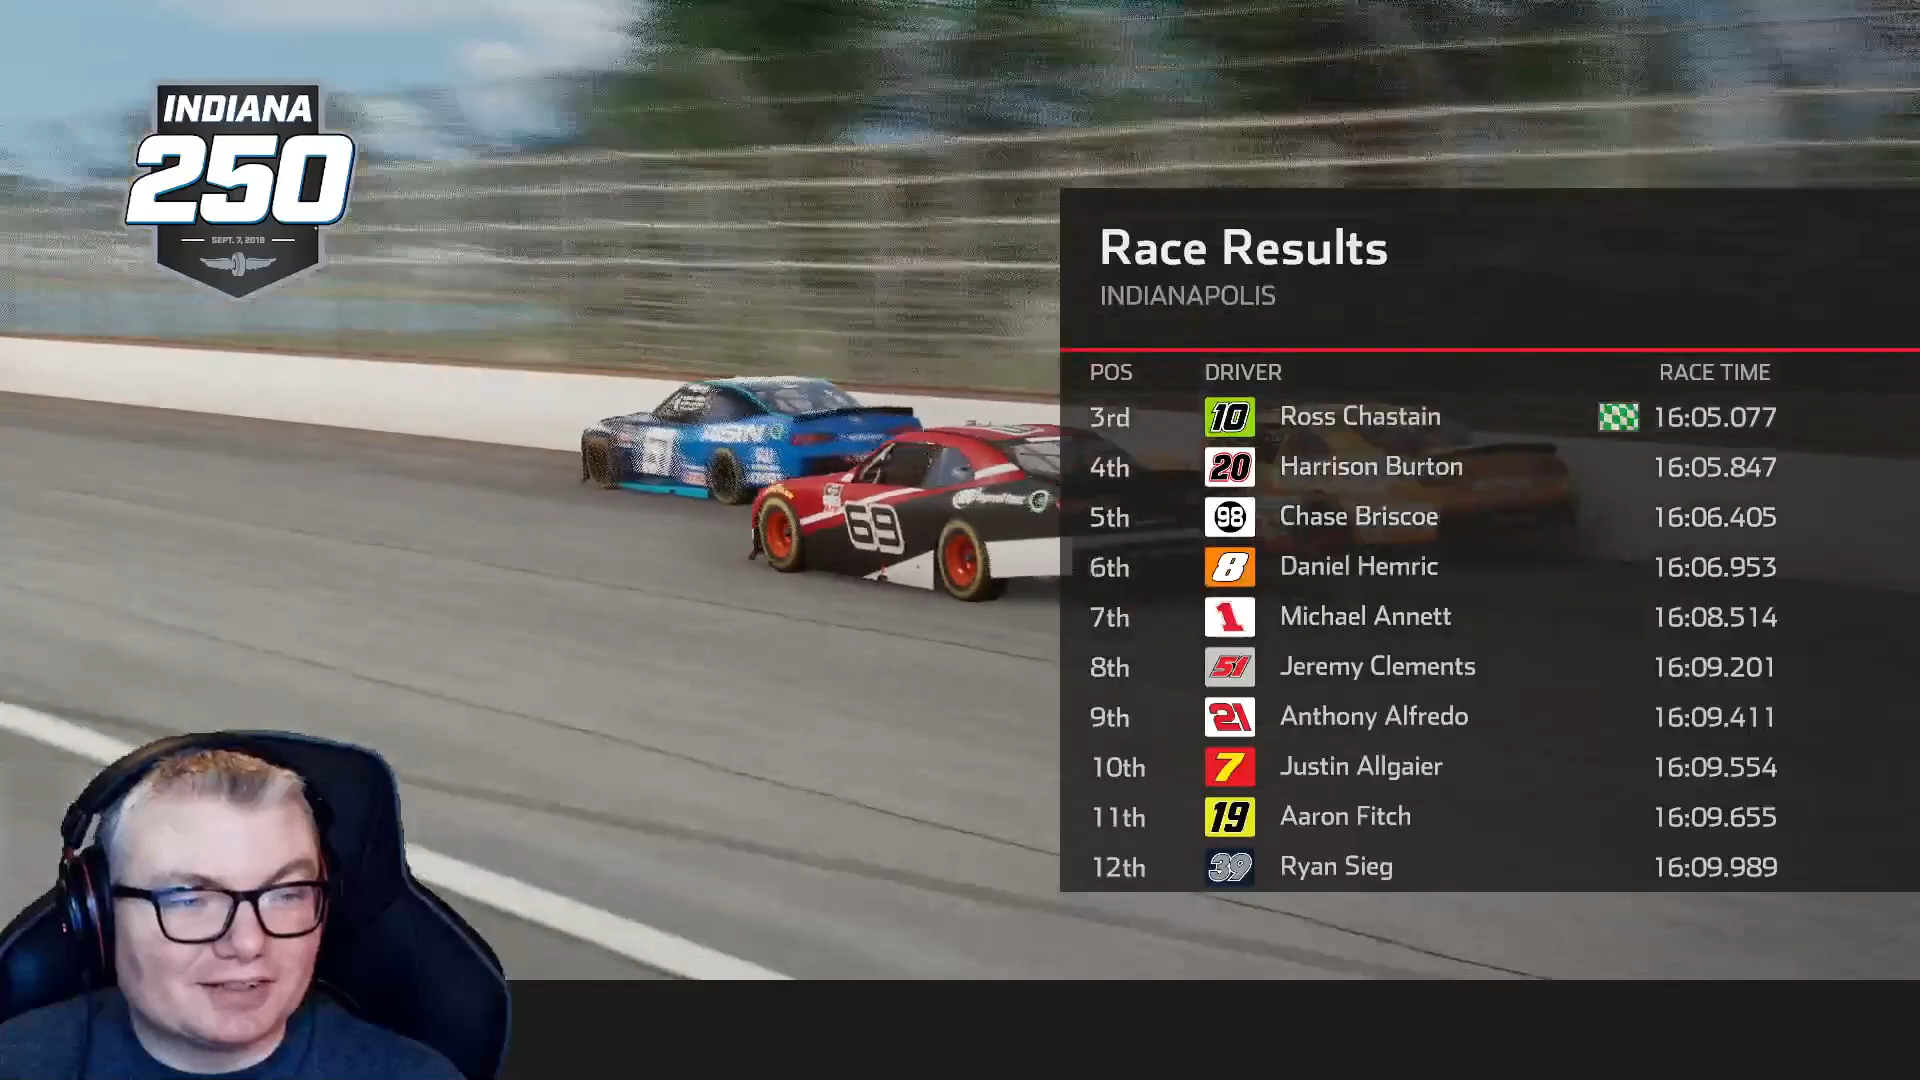 INDIANA
250
SEPT. 7, 2019
Race Results
INDIANAPOLIS
POS DRIVER RACE TIME
3rd 10 Ross Chastain 16:05.077
4th 20 Harrison Burton 16:05.847
5th 98 Chase Briscoe 16:06.405
6th 8 Daniel Hemric 16:06.953
7th 1 Michael Annett 16:08.514
8th 51 Jeremy Clements 16:09.201
9th 21 Anthony Alfredo 16:09.411
10th 7 Justin Allgaier 16:09.554
11th 19 Aaron Fitch 16:09.655
12th 39 Ryan Sieg 16:09.989
69